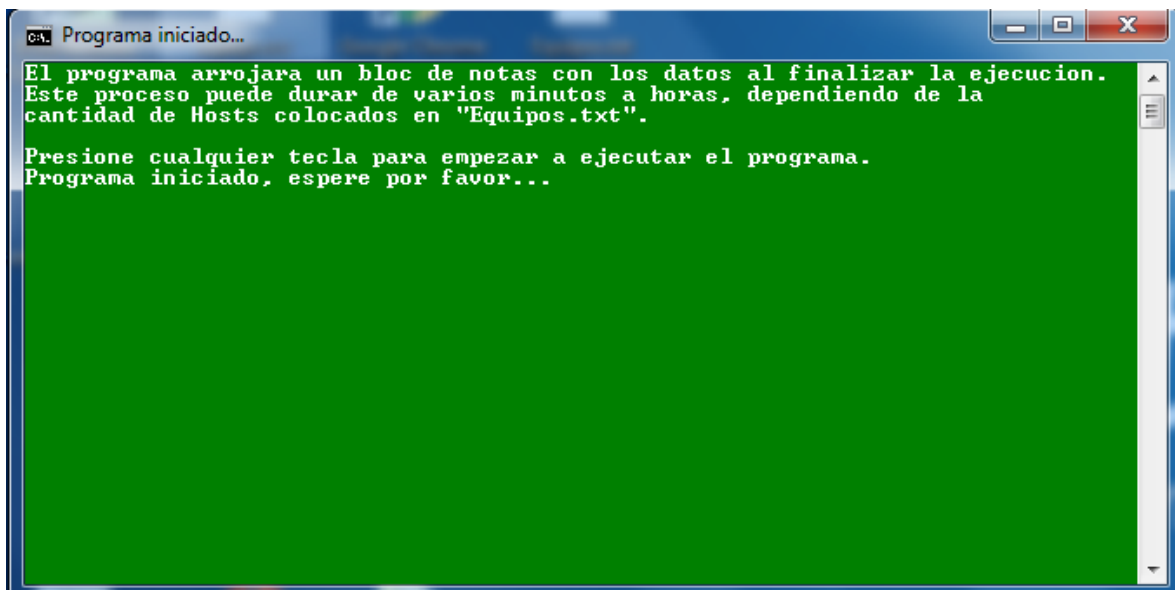 Programa iniciado...
El programa arrojara un bloc de notas con los datos al finalizar la ejecucion.
Este proceso puede durar de varios minutos a horas, dependiendo de la
cantidad de Hosts colocados en "Equipos.txt".
Presione cualquier tecla para empezar a ejecutar el programa.
Programa iniciado, espere por favor...